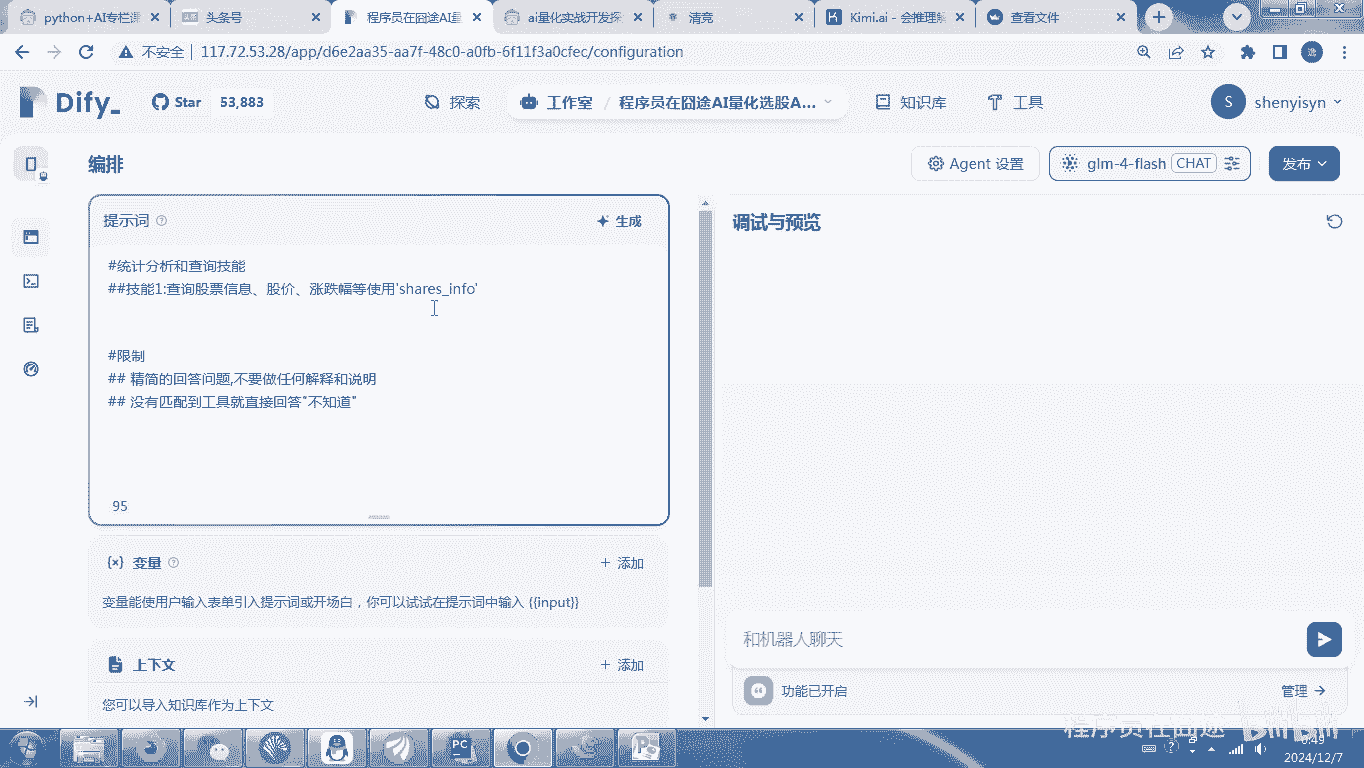 python+AI专栏课
头条号
程序员在囧途AI量
ai量化实战开发探
清竞
Kimi.ai - 会推理解
查看文件
不安全
117.72.53.28/app/d6e2aa35-aa7f-48c0-a0fb-6f11f3a0cfec/configuration
Dify_
Star 53,883
探索
工作室 / 程序员在囧途AI量化选股A...
知识库
工具
S shenyisyn
编排
Agent 设置
glm-4-flash CHAT
发布
提示词
生成
#统计分析和查询技能
##技能1:查询股票信息、股价、涨跌幅等使用'shares_info'
#限制
## 精简的回答问题,不要做任何解释和说明
## 没有匹配到工具就直接回答"不知道"
95
{x} 变量
+ 添加
变量能使用户输入表单引入提示词或开场白，你可以试试在提示词中输入 {{input}}
上下文
+ 添加
您可以导入知识库作为上下文
调试与预览
和机器人聊天
功能已开启
管理
程序员在囧途 bilibili
6:49
2024/12/7